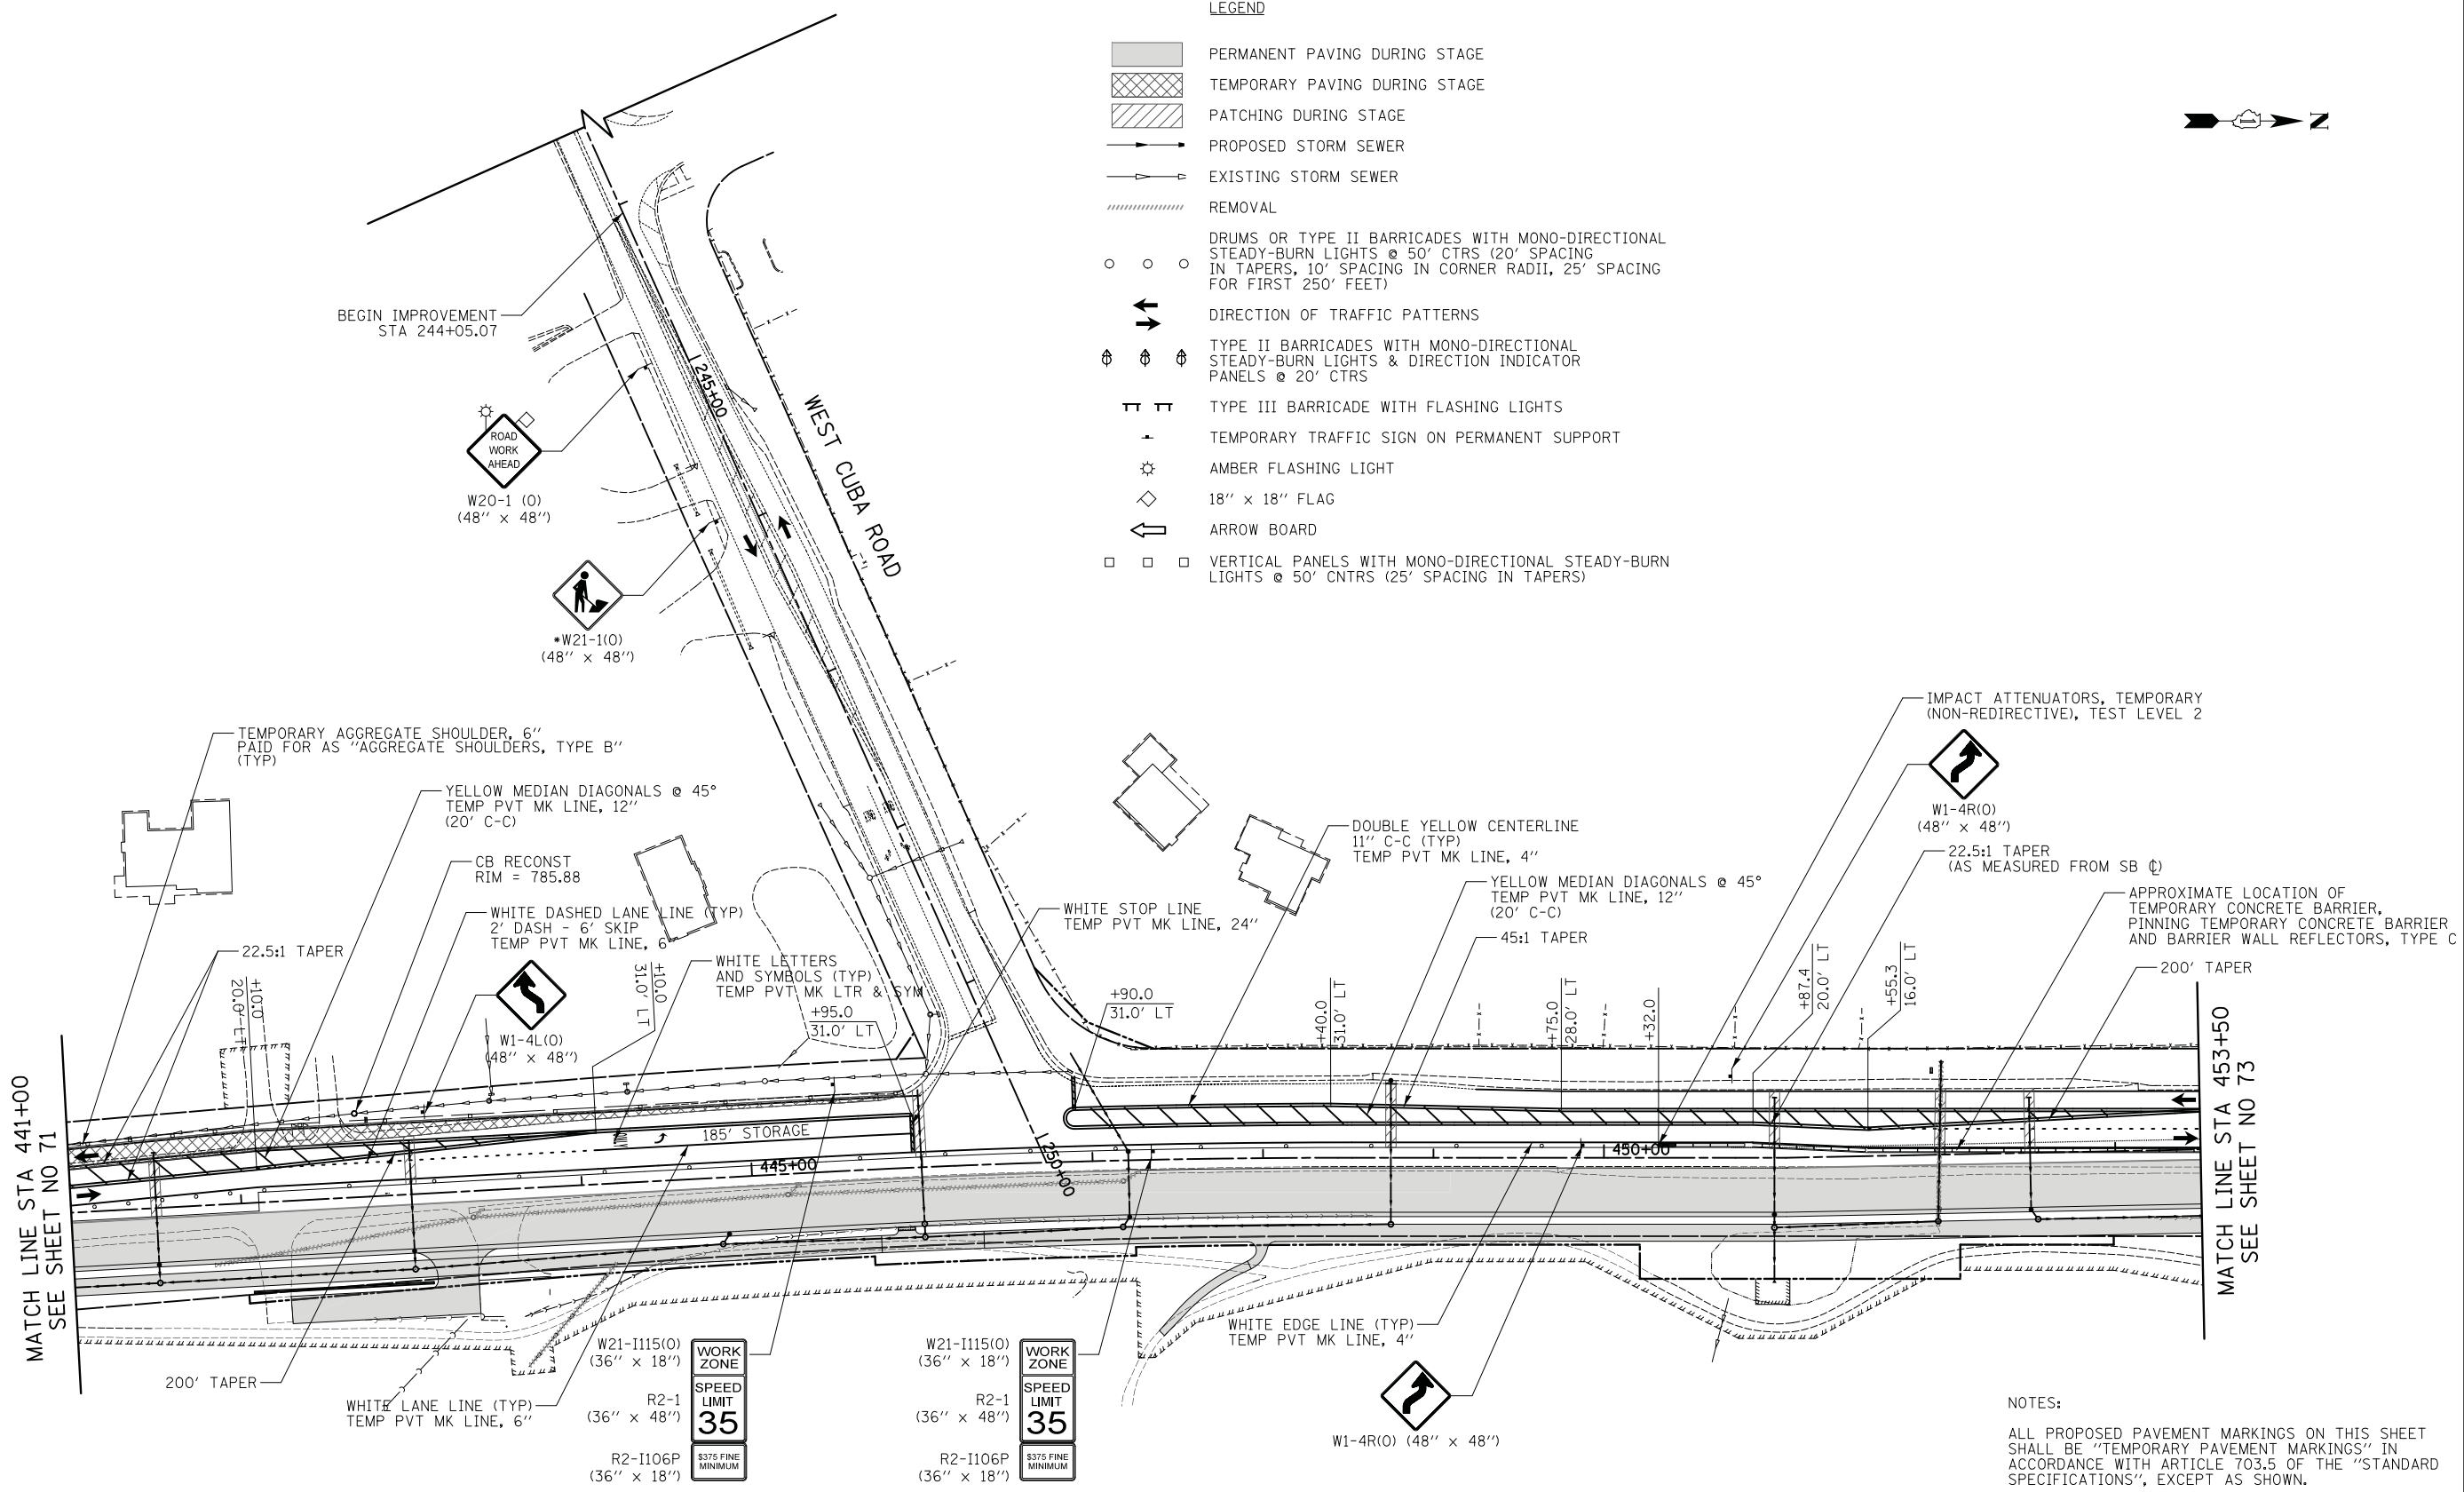 LEGEND
PERMANENT PAVING DURING STAGE
TEMPORARY PAVING DURING STAGE
PATCHING DURING STAGE
PROPOSED STORM SEWER
EXISTING STORM SEWER
REMOVAL
DRUMS OR TYPE II BARRICADES WITH MONO-DIRECTIONAL
STEADY-BURN LIGHTS @ 50' CTRS (20' SPACING
IN TAPERS, 10' SPACING IN CORNER RADII, 25' SPACING
FOR FIRST 250' FEET)
DIRECTION OF TRAFFIC PATTERNS
TYPE II BARRICADES WITH MONO-DIRECTIONAL
STEADY-BURN LIGHTS & DIRECTION INDICATOR
PANELS @ 20' CTRS
TYPE III BARRICADE WITH FLASHING LIGHTS
TEMPORARY TRAFFIC SIGN ON PERMANENT SUPPORT
AMBER FLASHING LIGHT
18" x 18" FLAG
ARROW BOARD
VERTICAL PANELS WITH MONO-DIRECTIONAL STEADY-BURN
LIGHTS @ 50' CNTRS (25' SPACING IN TAPERS)
N
BEGIN IMPROVEMENT
STA 244+05.07
245+00
WEST CUBA ROAD
ROAD
WORK
AHEAD
W20-1 (O)
(48" x 48")
*W21-1(O)
(48" x 48")
TEMPORARY AGGREGATE SHOULDER, 6"
PAID FOR AS "AGGREGATE SHOULDERS, TYPE B"
(TYP)
YELLOW MEDIAN DIAGONALS @ 45°
TEMP PVT MK LINE, 12"
(20' C-C)
CB RECONST
RIM = 785.88
WHITE DASHED LANE LINE (TYP)
2' DASH - 6' SKIP
TEMP PVT MK LINE, 6"
22.5:1 TAPER
+10.0
20.0' LT
W1-4L(O)
(48" x 48")
+10.0
31.0' LT
WHITE LETTERS
AND SYMBOLS (TYP)
TEMP PVT MK LTR & SYM
+95.0
31.0' LT
WHITE STOP LINE
TEMP PVT MK LINE, 24"
+90.0
31.0' LT
DOUBLE YELLOW CENTERLINE
11" C-C (TYP)
TEMP PVT MK LINE, 4"
YELLOW MEDIAN DIAGONALS @ 45°
TEMP PVT MK LINE, 12"
(20' C-C)
45:1 TAPER
+40.0
31.0' LT
+75.0
28.0' LT
+32.0
IMPACT ATTENUATORS, TEMPORARY
(NON-REDIRECTIVE), TEST LEVEL 2
W1-4R(O)
(48" x 48")
22.5:1 TAPER
(AS MEASURED FROM SB ℄)
+87.4
20.0' LT
+55.3
16.0' LT
APPROXIMATE LOCATION OF
TEMPORARY CONCRETE BARRIER,
PINNING TEMPORARY CONCRETE BARRIER
AND BARRIER WALL REFLECTORS, TYPE C
200' TAPER
MATCH LINE STA 441+00
SEE SHEET NO 71
185' STORAGE
445+00
250+00
450+00
MATCH LINE STA 453+50
SEE SHEET NO 73
200' TAPER
WHITE LANE LINE (TYP)
TEMP PVT MK LINE, 6"
W21-I115(O)
(36" x 18")
R2-1
(36" x 48")
R2-I106P
(36" x 18")
WORK
ZONE
SPEED
LIMIT
35
$375 FINE
MINIMUM
W21-I115(O)
(36" x 18")
R2-1
(36" x 48")
R2-I106P
(36" x 18")
WORK
ZONE
SPEED
LIMIT
35
$375 FINE
MINIMUM
WHITE EDGE LINE (TYP)
TEMP PVT MK LINE, 4"
W1-4R(O) (48" x 48")
NOTES:
ALL PROPOSED PAVEMENT MARKINGS ON THIS SHEET
SHALL BE "TEMPORARY PAVEMENT MARKINGS" IN
ACCORDANCE WITH ARTICLE 703.5 OF THE "STANDARD
SPECIFICATIONS", EXCEPT AS SHOWN.